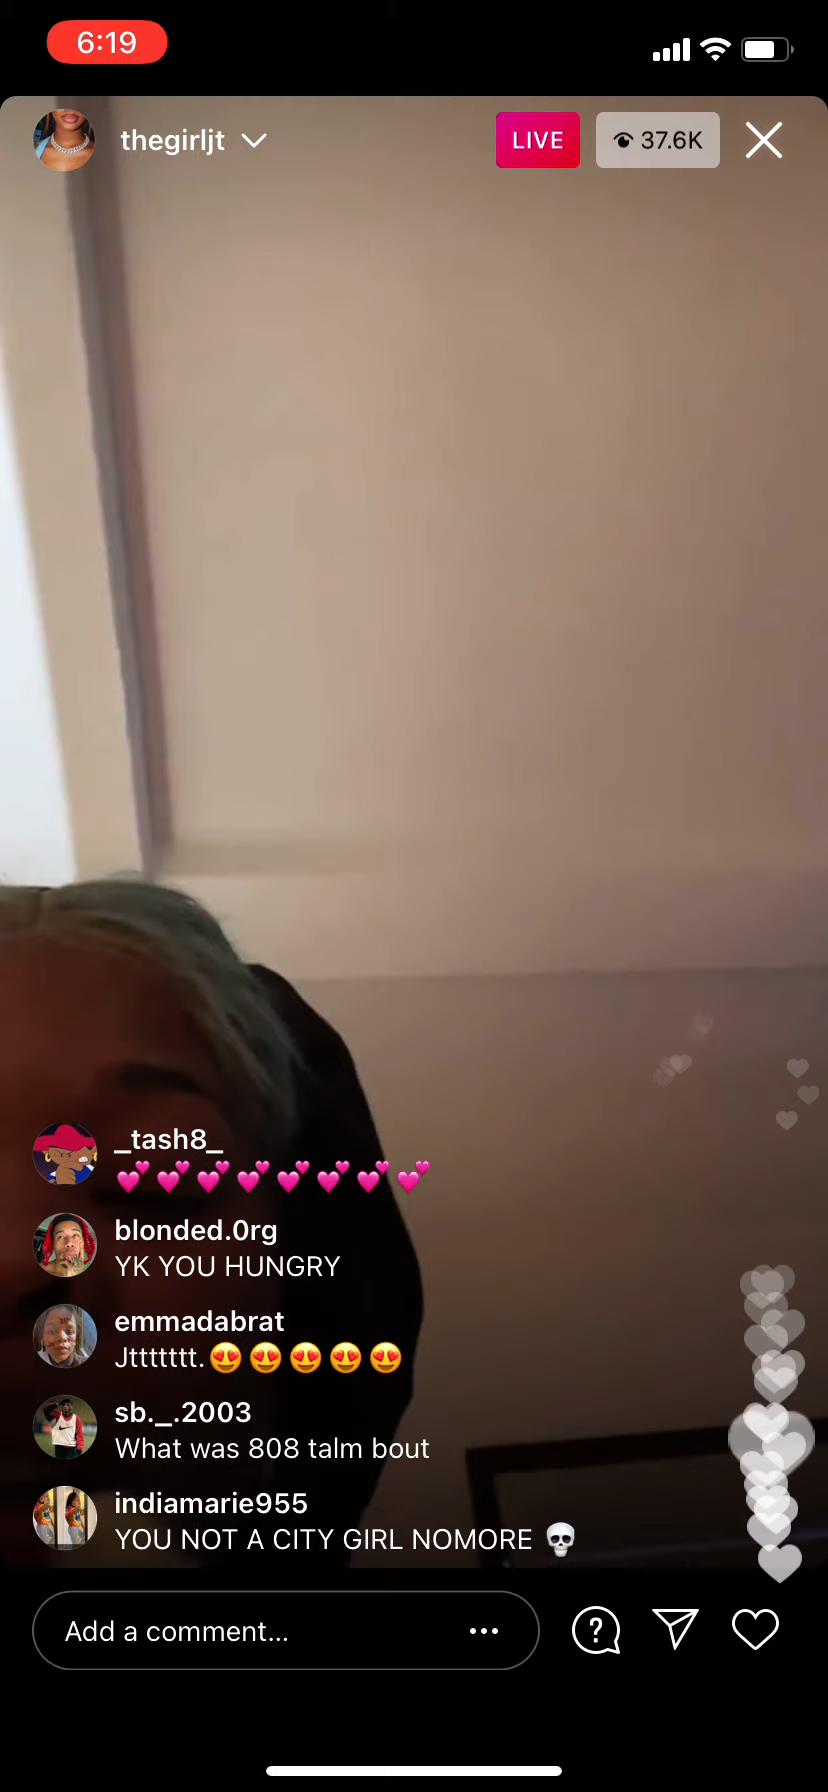 6:19
thegirljt
LIVE
37.6K
_tash8_
💕💕💕💕💕💕💕💕
blonded.0rg
YK YOU HUNGRY
emmadabrat
Jttttttt.😍😍😍😍😍
sb._.2003
What was 808 talm bout
indiamarie955
YOU NOT A CITY GIRL NOMORE 💀
Add a comment...